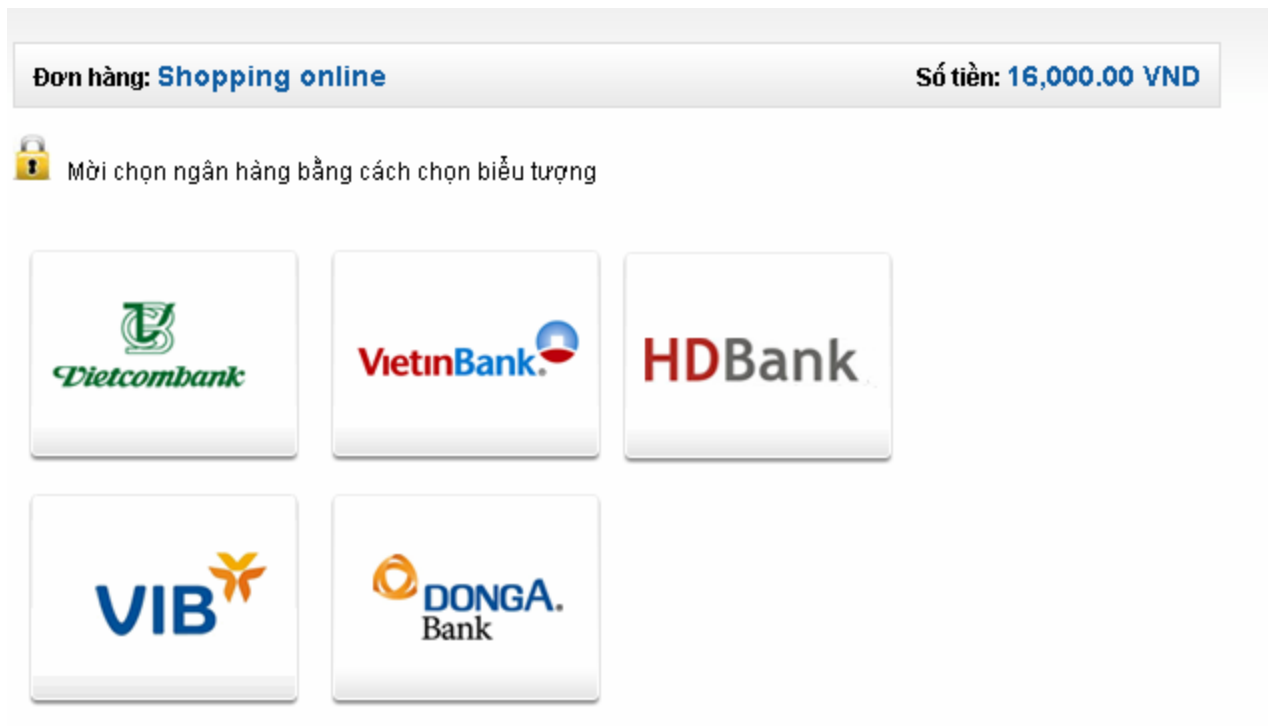 Đơn hàng: Shopping online Số tiền: 16,000.00 VND
Mời chọn ngân hàng bằng cách chọn biểu tượng
Vietcombank VietinBank. HDBank
VIB DONGA.
Bank